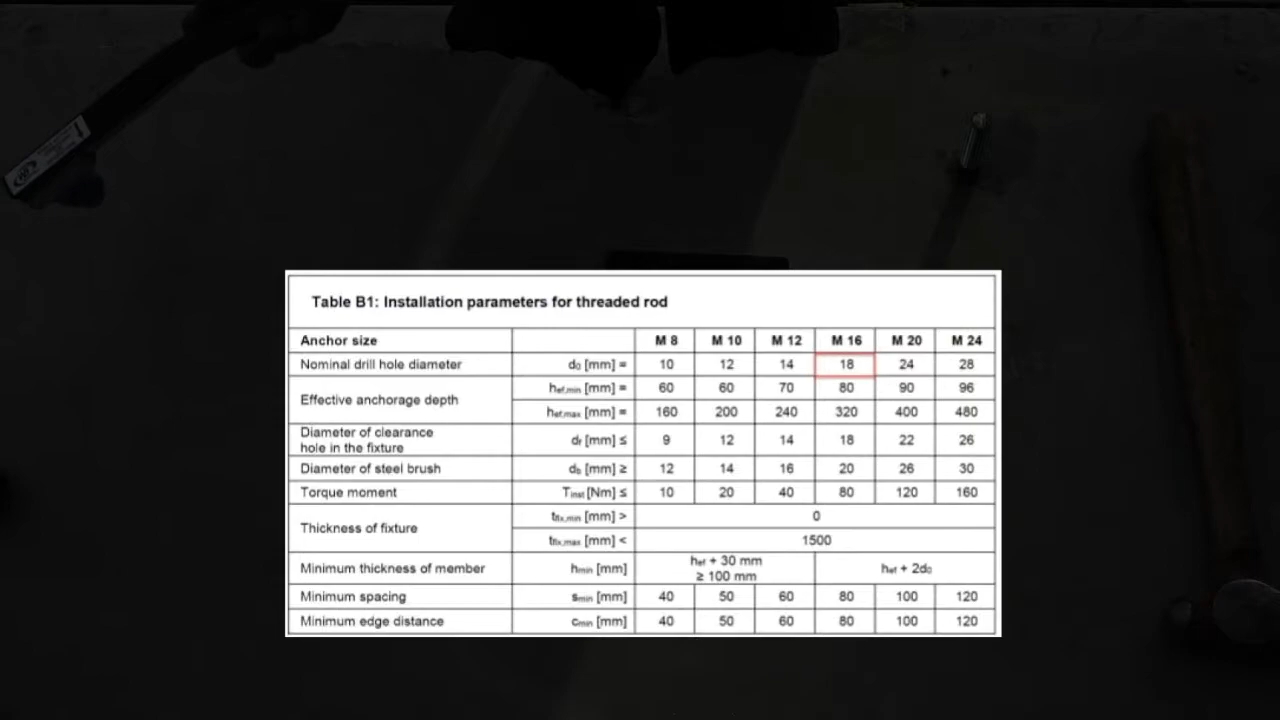 Table B1: Installation parameters for threaded rod
Anchor size M 8 M 10 M 12 M 16 M 20 M 24
Nominal drill hole diameter d₀ [mm] = 10 12 14 18 24 28
Effective anchorage depth hef,min [mm] = 60 60 70 80 90 96
hef,max [mm] = 160 200 240 320 400 480
Diameter of clearance
hole in the fixture df [mm] ≤ 9 12 14 18 22 26
Diameter of steel brush db [mm] ≥ 12 14 16 20 26 30
Torque moment Tinst [Nm] ≤ 10 20 40 80 120 160
Thickness of fixture tfix,min [mm] > 0
tfix,max [mm] < 1500
Minimum thickness of member hmin [mm] hef + 30 mm
≥ 100 mm hef + 2d₀
Minimum spacing smin [mm] 40 50 60 80 100 120
Minimum edge distance cmin [mm] 40 50 60 80 100 120